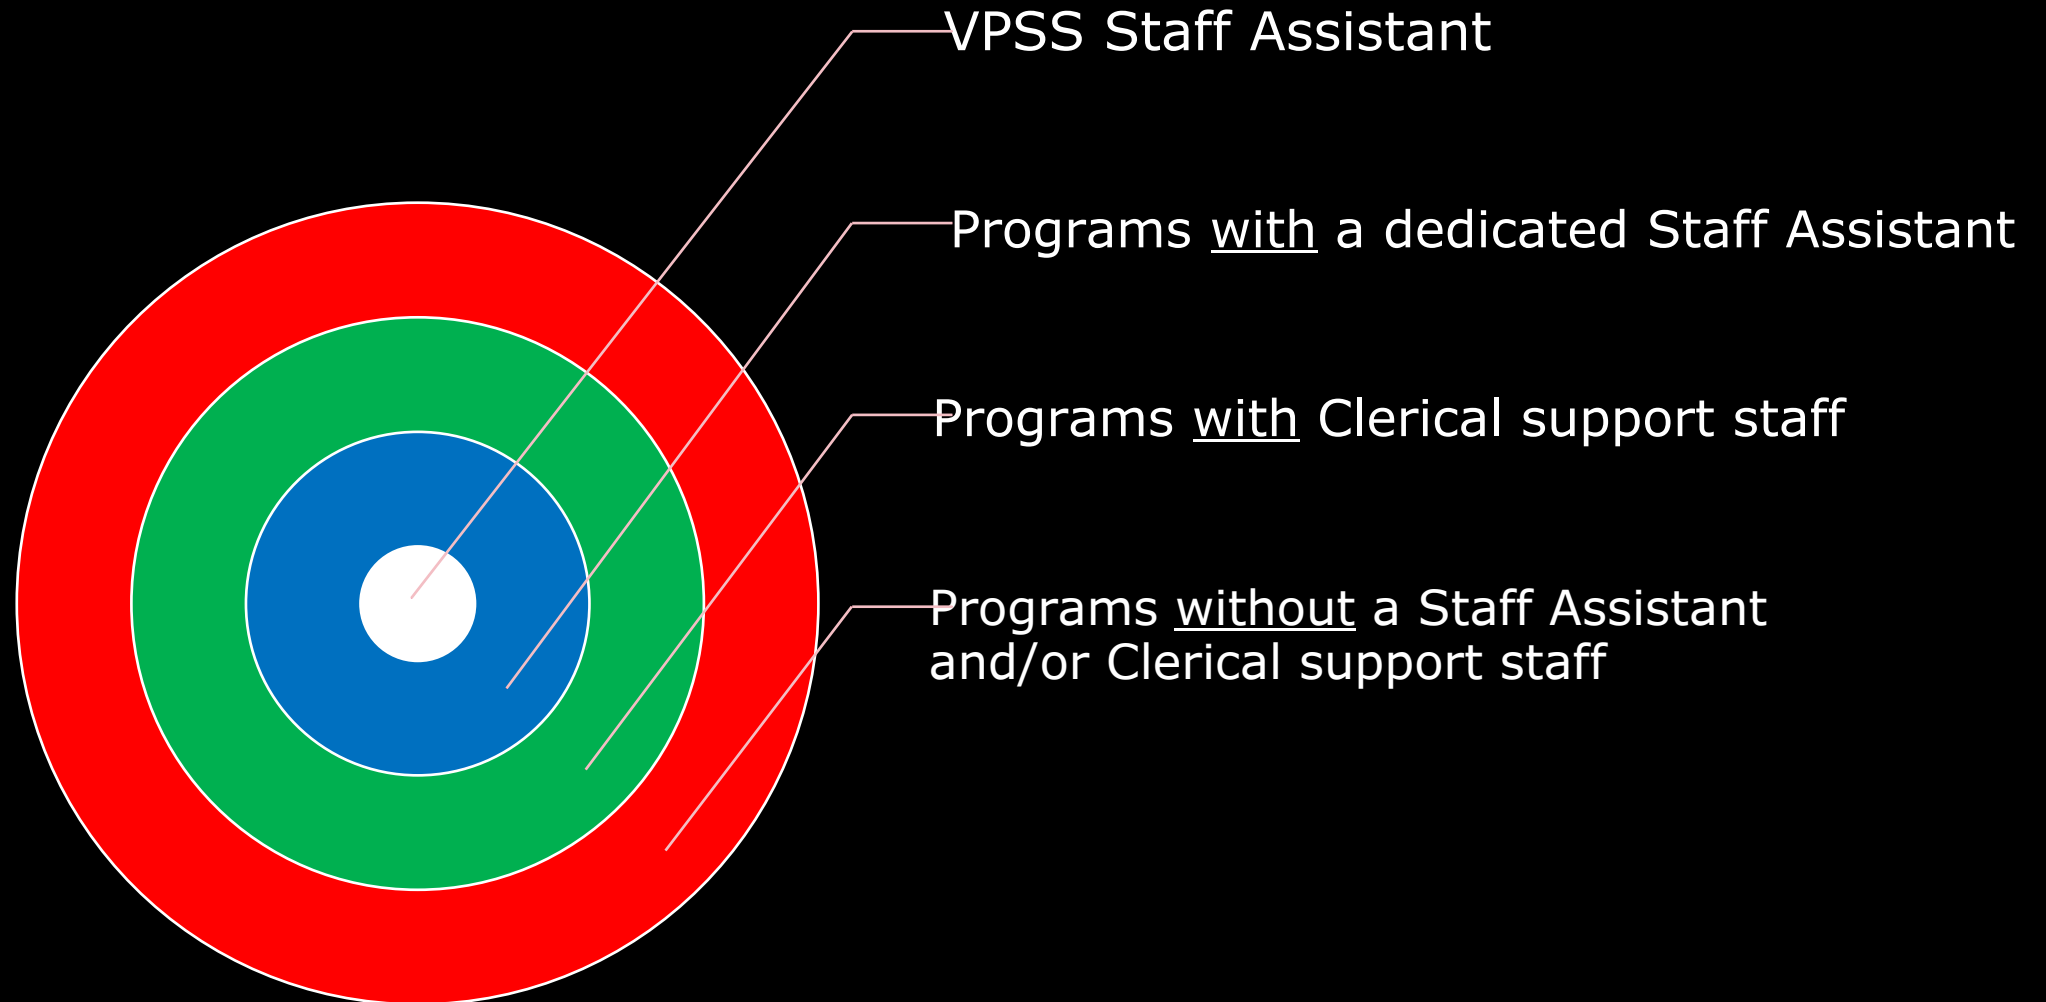 VPSS Staff Assistant
Programs with a dedicated Staff Assistant
Programs with Clerical support staff
Programs without a Staff Assistant
and/or Clerical support staff